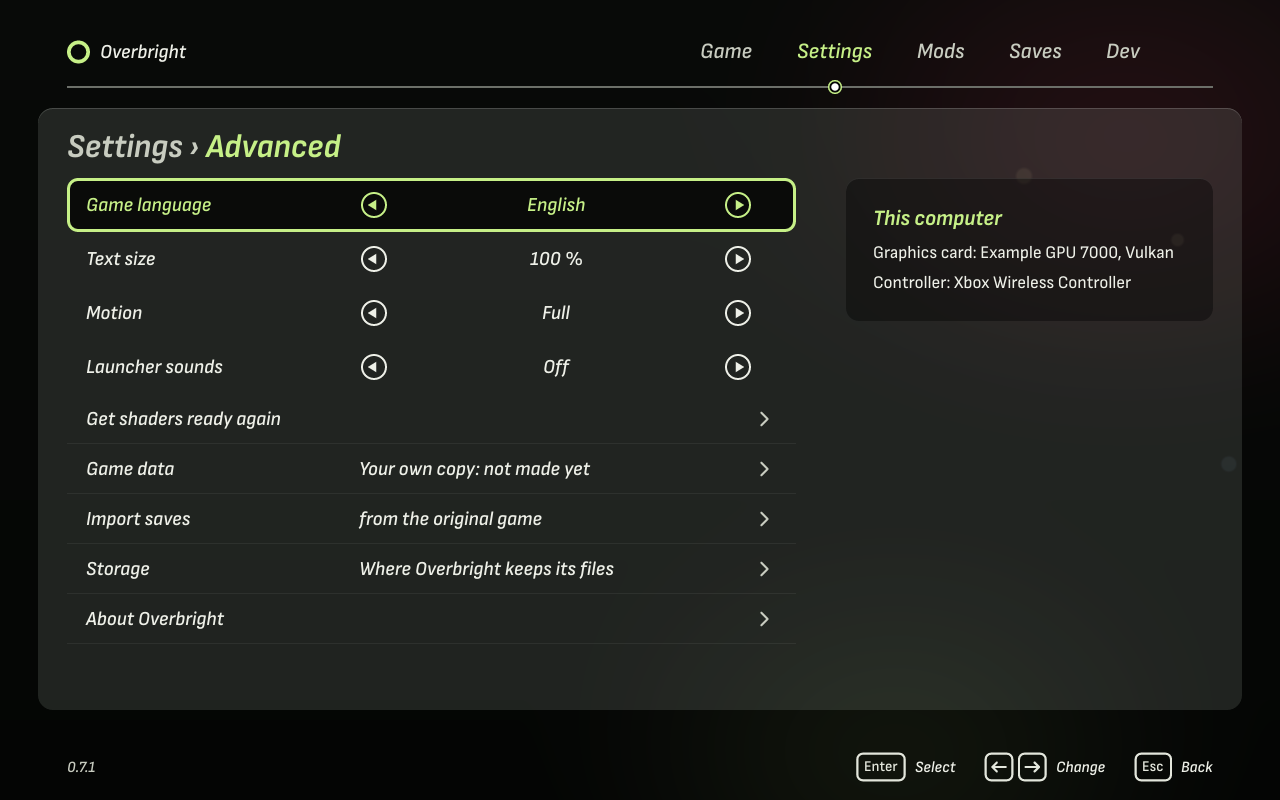 Overbright
Game
Settings
Mods
Saves
Dev
Settings › Advanced
Game language
English
Text size
100 %
Motion
Full
Launcher sounds
Off
Get shaders ready again
Game data
Your own copy: not made yet
Import saves
from the original game
Storage
Where Overbright keeps its files
About Overbright
This computer
Graphics card: Example GPU 7000, Vulkan
Controller: Xbox Wireless Controller
0.7.1
Enter Select
Change
Esc Back